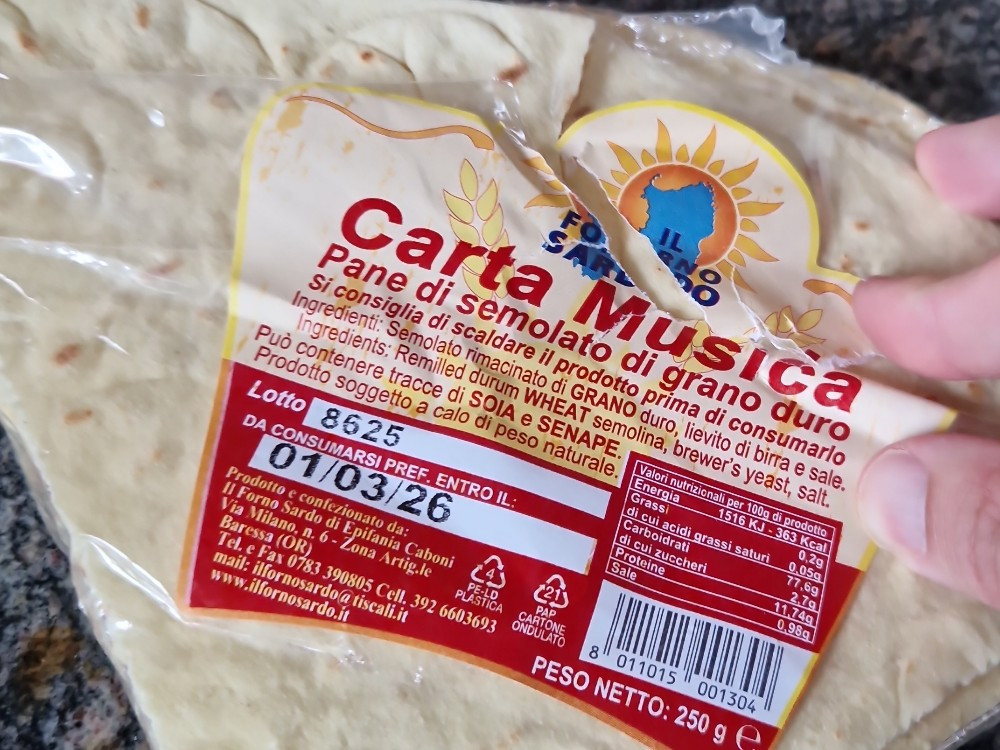 IL
FORNO
SARDO
Carta Musica
Pane di semolato di grano duro
Si consiglia di scaldare il prodotto prima di consumarlo
Ingredienti: Semolato rimacinato di GRANO duro, lievito di birra e sale.
Ingredients: Remilled durum WHEAT semolina, brewer's yeast, salt.
Può contenere tracce di SOIA e SENAPE.
Prodotto soggetto a calo di peso naturale.
Lotto 8625
DA CONSUMARSI PREF. ENTRO IL:
01/03/26
Prodotto e confezionato da:
Il Forno Sardo di Epifania Caboni
Via Milano, n. 6 - Zona Artig.le
Baressa (OR)
Tel. e Fax 0783 390805 Cell. 392 6603693
mail: ilfornosardo@tiscali.it
www.ilfornosardo.it
PE-LD
PLASTICA
21
PAP
CARTONE
ONDULATO
Valori nutrizionali per 100g di prodotto
Energia 1516 KJ - 363 Kcal
Grassi 0,2g
di cui acidi grassi saturi 0,05g
Carboidrati 77,6g
di cui zuccheri 2,7g
Proteine 11,74g
Sale 0,98g
8 011015 001304
PESO NETTO: 250 g e